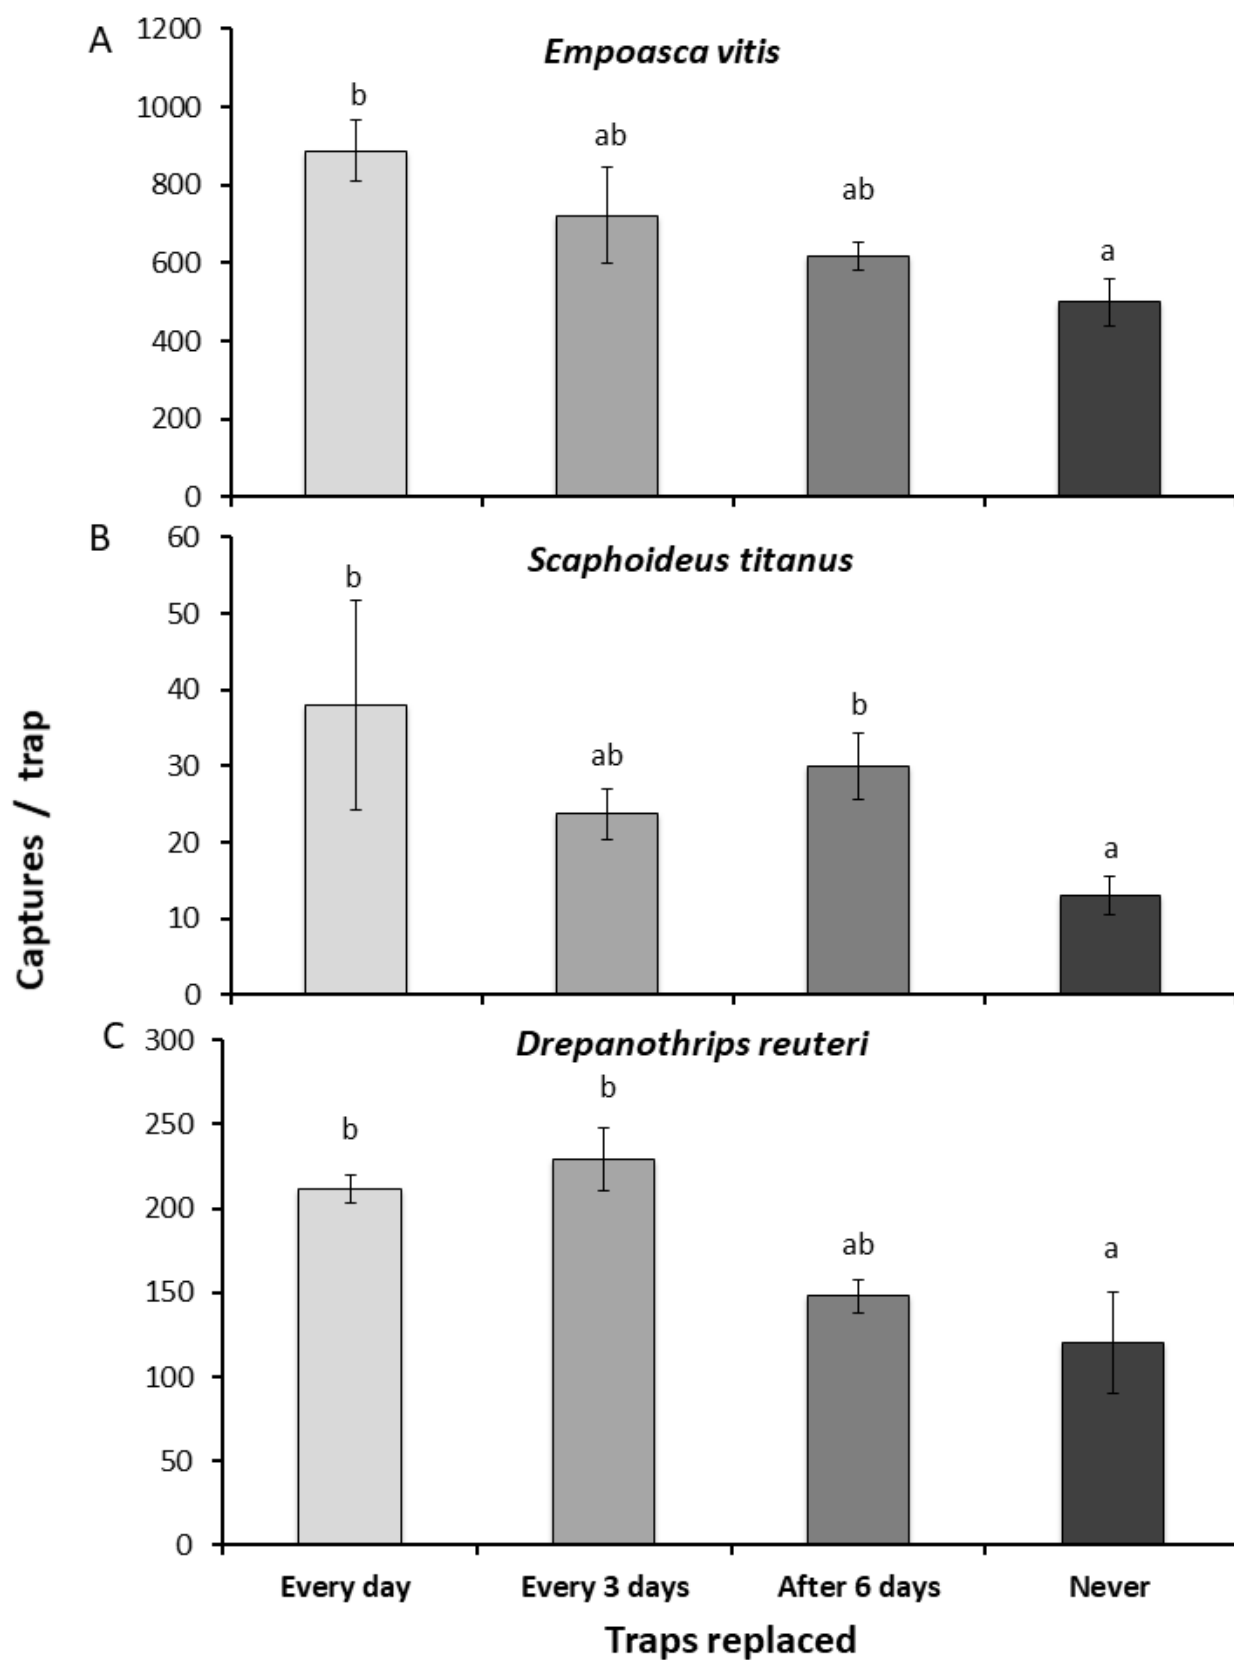 A
Empoasca vitis
1200
1000
800
600
400
200
0
b
ab
ab
a
B
Scaphoideus titanus
60
50
40
30
20
10
0
b
ab
b
a
Captures / trap
C
Drepanothrips reuteri
300
250
200
150
100
50
0
b
b
ab
a
Every day
Every 3 days
After 6 days
Never
Traps replaced